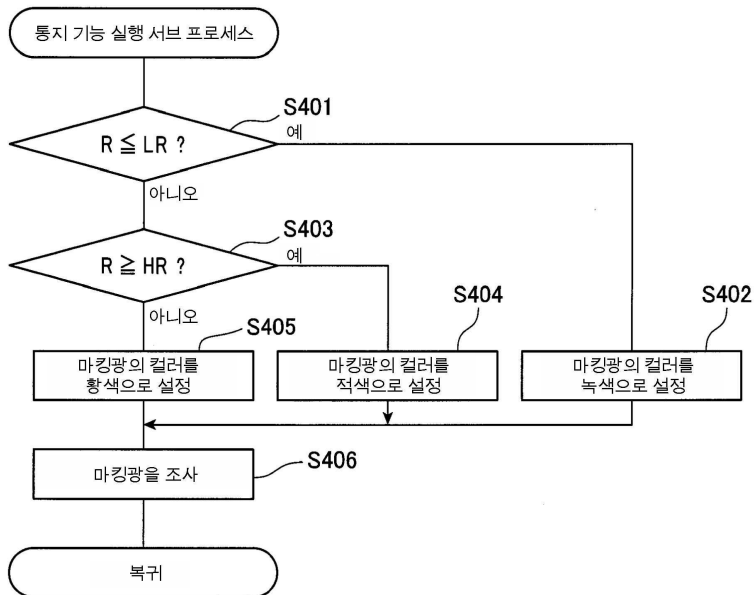 통지 기능 실행 서브 프로세스
S401
R ≦ LR ?
예
아니오
S403
R ≧ HR ?
예
아니오
S405
S404
S402
마킹광의 컬러를
황색으로 설정
마킹광의 컬러를
적색으로 설정
마킹광의 컬러를
녹색으로 설정
마킹광을 조사
S406
복귀